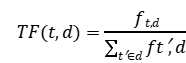 TF(t, d) = f_{t,d} / ∑_{t′∈d} ft′, d